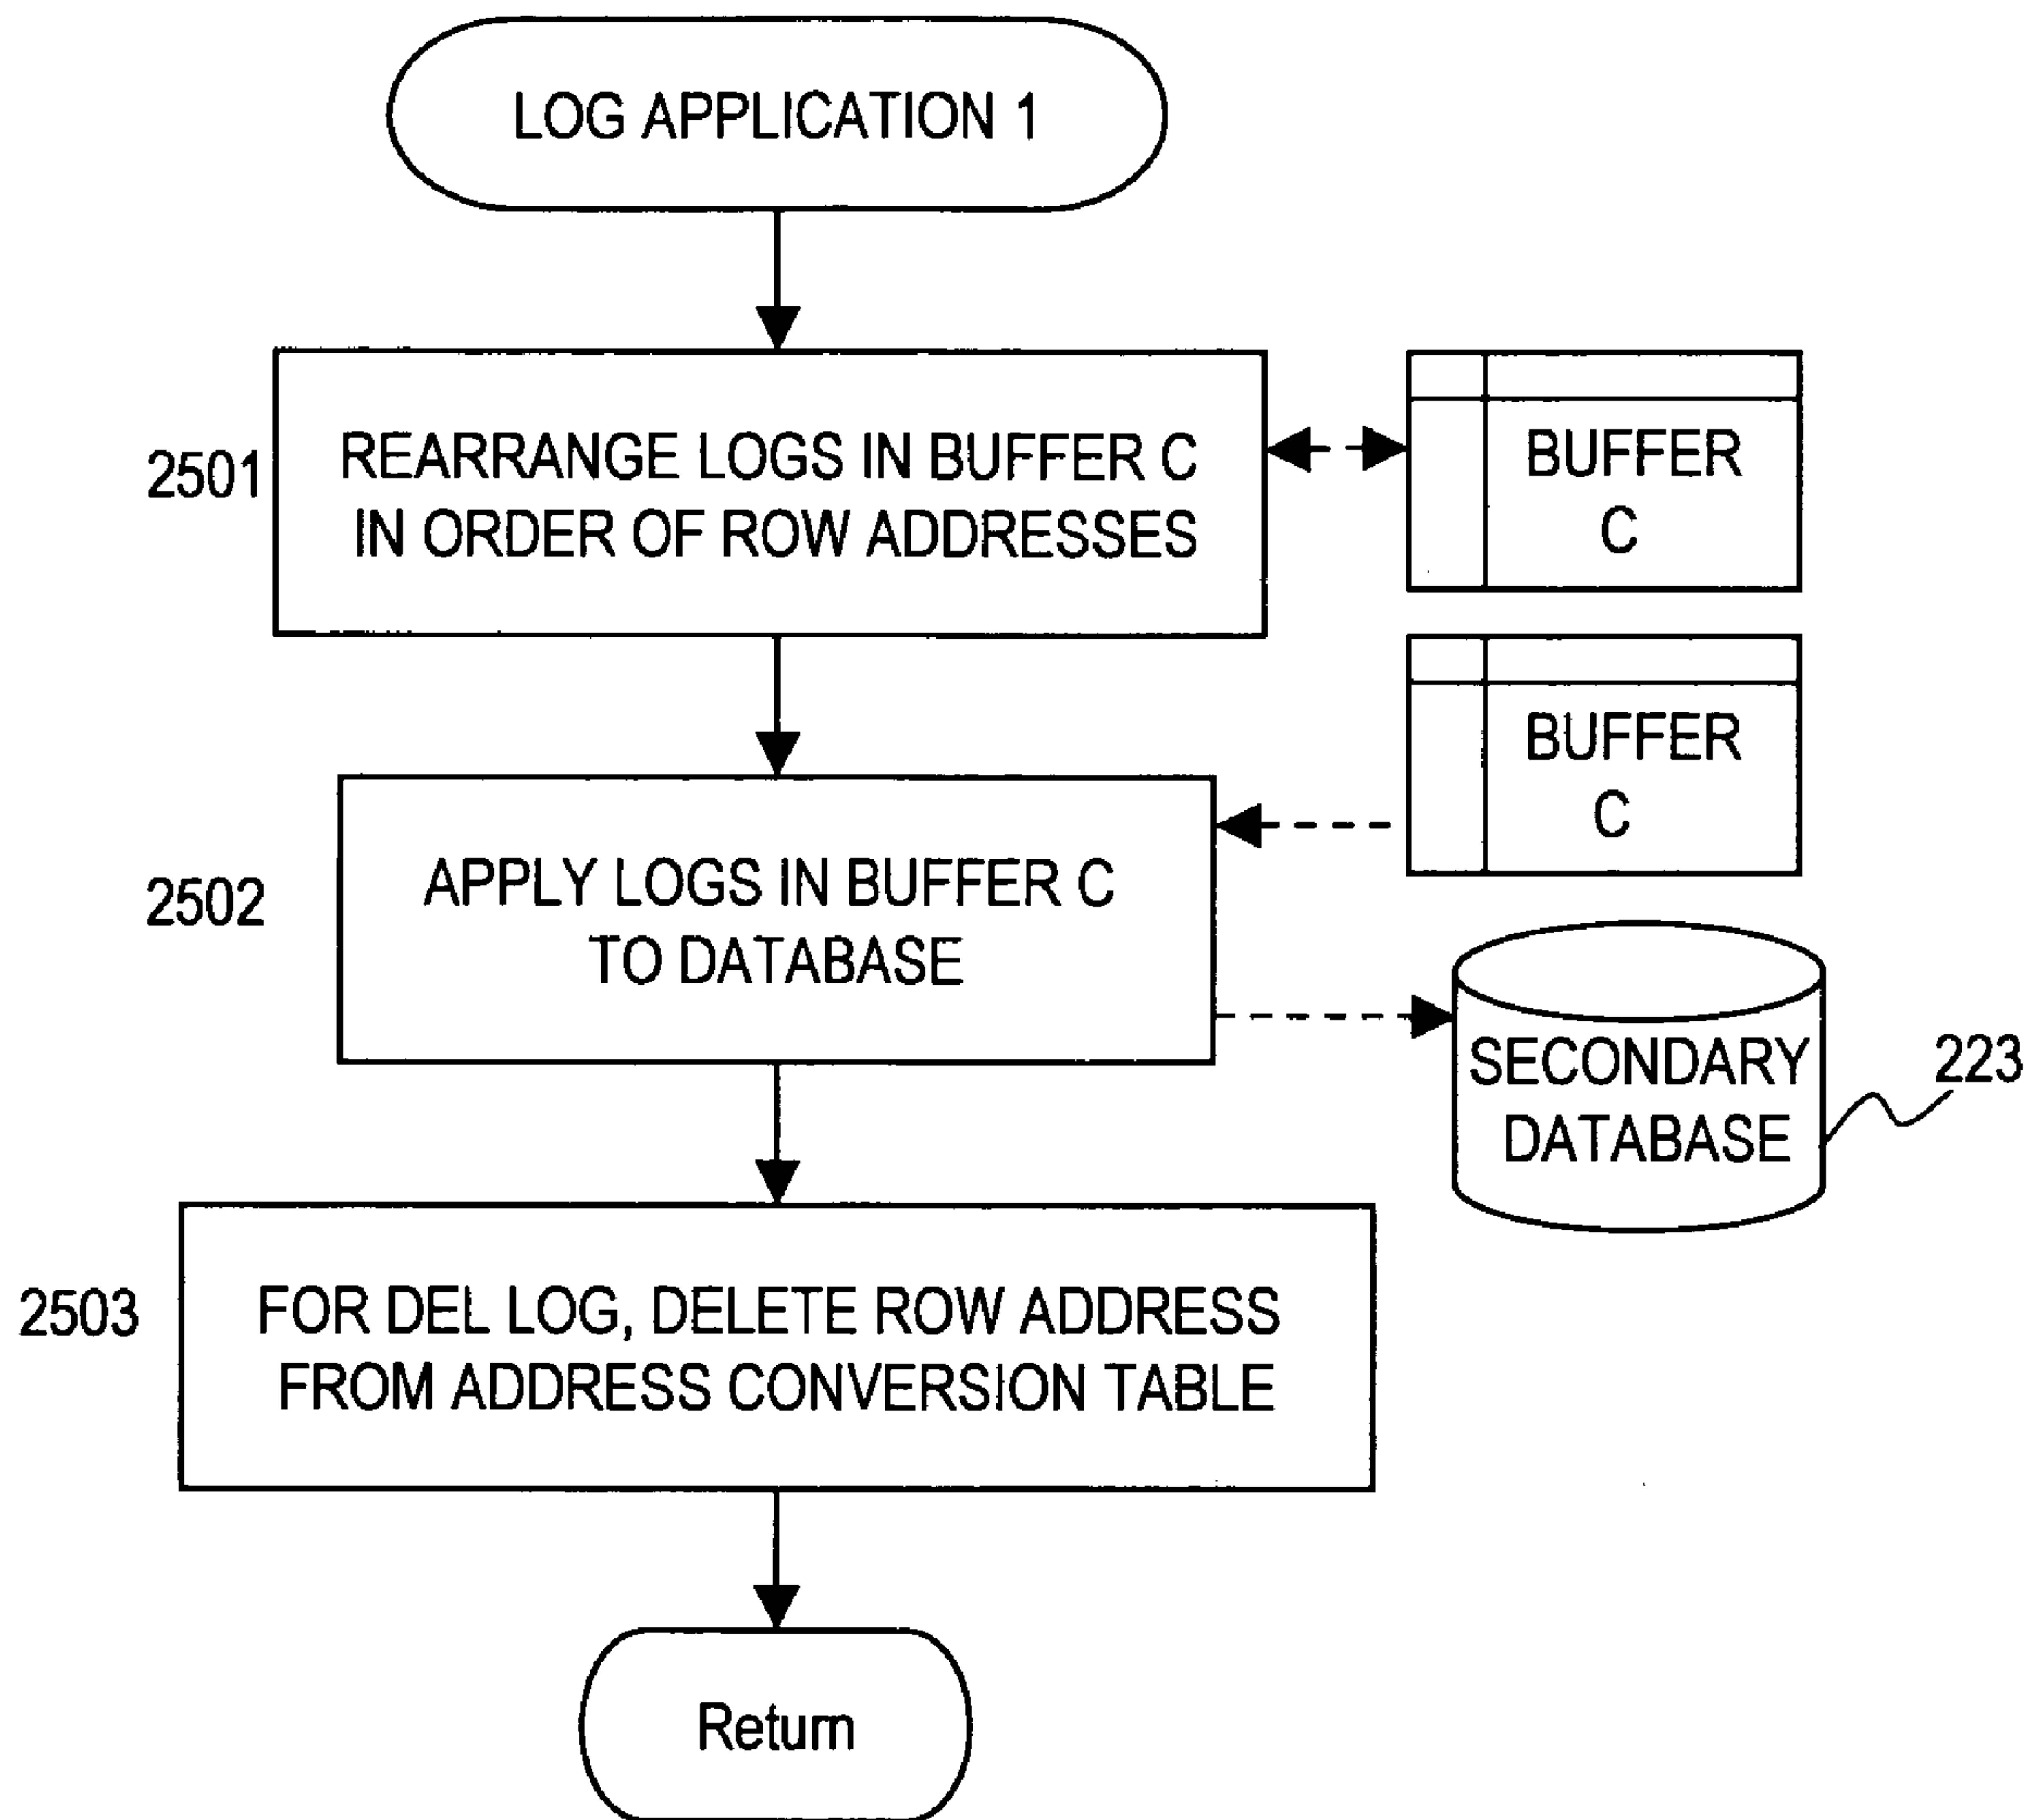 LOG APPLICATION 1
2501
REARRANGE LOGS IN BUFFER C
IN ORDER OF ROW ADDRESSES
BUFFER
C
BUFFER
C
2502
APPLY LOGS IN BUFFER C
TO DATABASE
SECONDARY
DATABASE
223
2503
FOR DEL LOG, DELETE ROW ADDRESS
FROM ADDRESS CONVERSION TABLE
Return